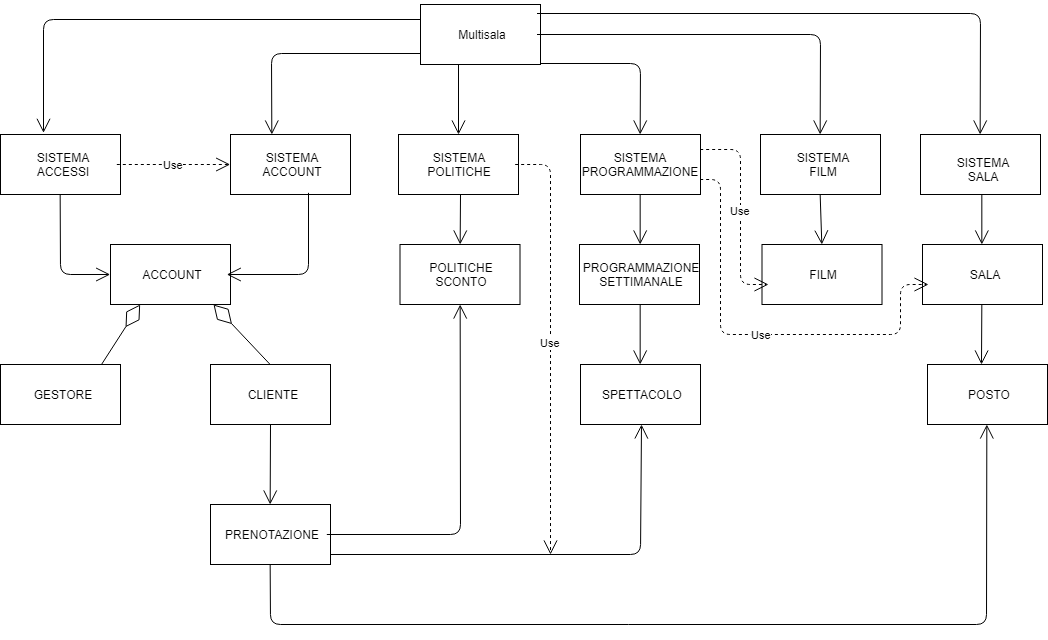 Multisala
SISTEMA
ACCESSI
Use
SISTEMA
ACCOUNT
SISTEMA
POLITICHE
SISTEMA
PROGRAMMAZIONE
SISTEMA
FILM
SISTEMA
SALA
Use
ACCOUNT
POLITICHE
SCONTO
PROGRAMMAZIONE
SETTIMANALE
FILM
SALA
Use
Use
GESTORE
CLIENTE
SPETTACOLO
POSTO
PRENOTAZIONE